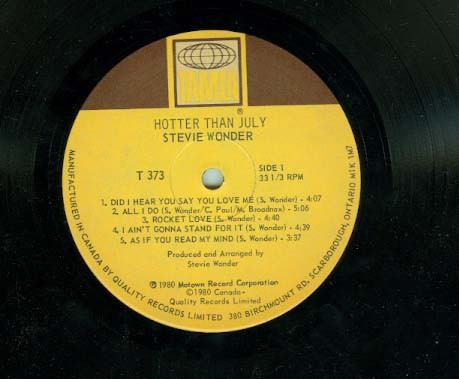 TAMLA
®
HOTTER THAN JULY
STEVIE WONDER
T 373
SIDE 1
33 1/3 RPM
1. DID I HEAR YOU SAY YOU LOVE ME (S. Wonder) - 4:07
2. ALL I DO (S. Wonder/C. Paul/M. Broadnax) - 5:06
3. ROCKET LOVE (S. Wonder) - 4:40
4. I AIN'T GONNA STAND FOR IT (S. Wonder) - 4:39
5. AS IF YOU READ MY MIND (S. Wonder) - 3:37
Produced and Arranged by
Stevie Wonder
℗ 1980 Motown Record Corporation
©1980 Canada-
Quality Records Limited
MANUFACTURED IN CANADA BY QUALITY RECORDS LIMITED 380 BIRCHMOUNT RD, SCARBOROUGH, ONTARIO M1K 1M7